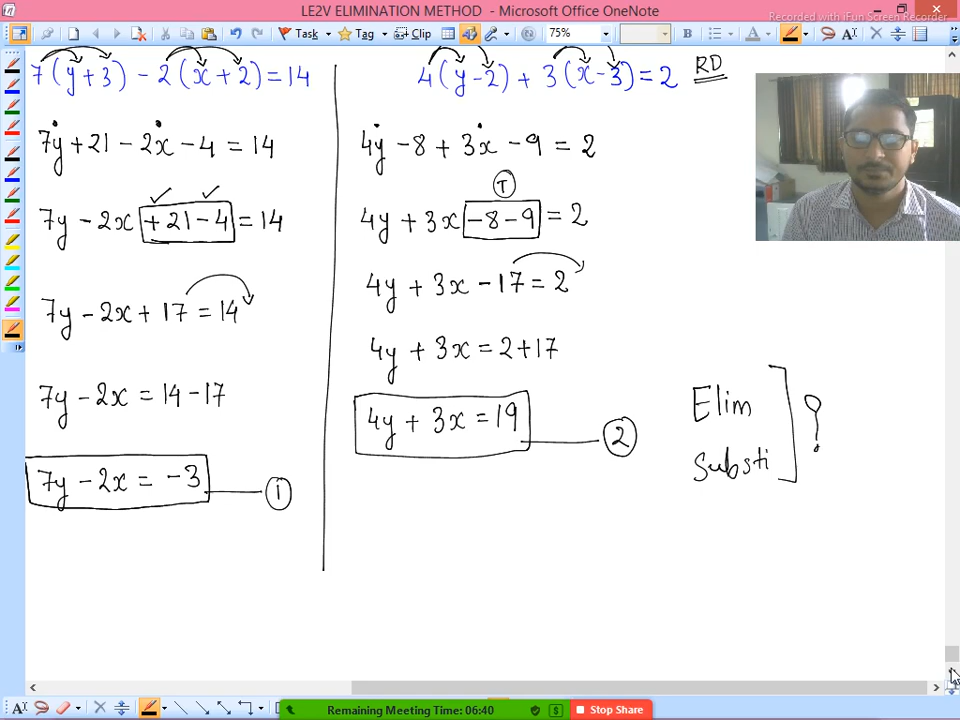 LE2V ELIMINATION METHOD - Microsoft Office OneNote
Recorded with iFun Screen Recorder
Task Tag Clip 75% B A
7(y+3) - 2(x+2) = 14
7y + 21 - 2x - 4 = 14
7y - 2x + 21 - 4 = 14
7y - 2x + 17 = 14
7y - 2x = 14 - 17
7y - 2x = -3 1
4(y-2) + 3(x-3) = 2 RD
4y - 8 + 3x - 9 = 2
T
4y + 3x - 8 - 9 = 2
4y + 3x - 17 = 2
4y + 3x = 2 + 17
4y + 3x = 19 2
Elim
Substi ?
Remaining Meeting Time: 06:40 Stop Share